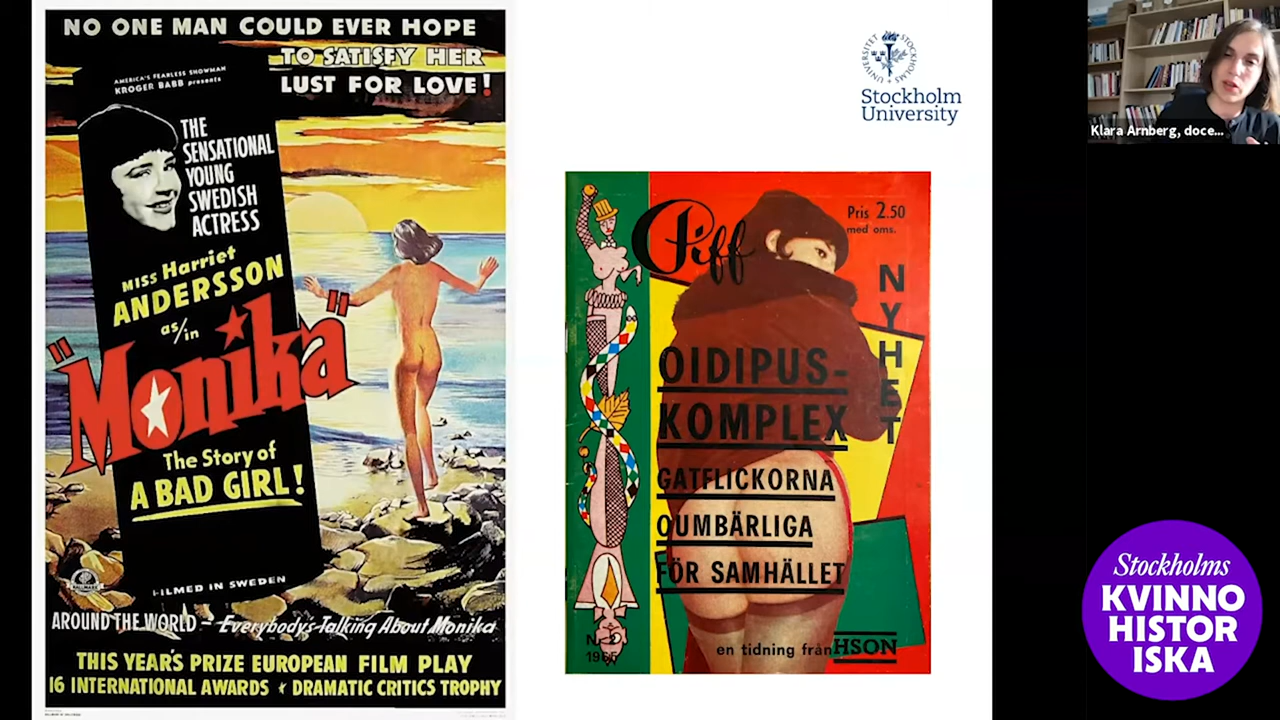 NO ONE MAN COULD EVER HOPE
TO SATISFY HER
LUST FOR LOVE!
AMERICA'S FEARLESS SHOWMAN
KROGER BABB presents
THE
SENSATIONAL
YOUNG
SWEDISH
ACTRESS
MISS Harriet
ANDERSSON
as/in
"Monika"
The Story of
A BAD GIRL!
FILMED IN SWEDEN
AROUND THE WORLD - Everybody's Talking About Monika
THIS YEAR'S PRIZE EUROPEAN FILM PLAY
16 INTERNATIONAL AWARDS * DRAMATIC CRITICS TROPHY
Stockholm
University
Piff
Pris 2.50
med oms.
NYHET
OIDIPUS-
KOMPLEX
GATFLICKORNA
OUMBÄRLIGA
FÖR SAMHÄLLET
en tidning från HSON
Klara Arnberg, doce...
Stockholms
KVINNO
HISTOR
ISKA